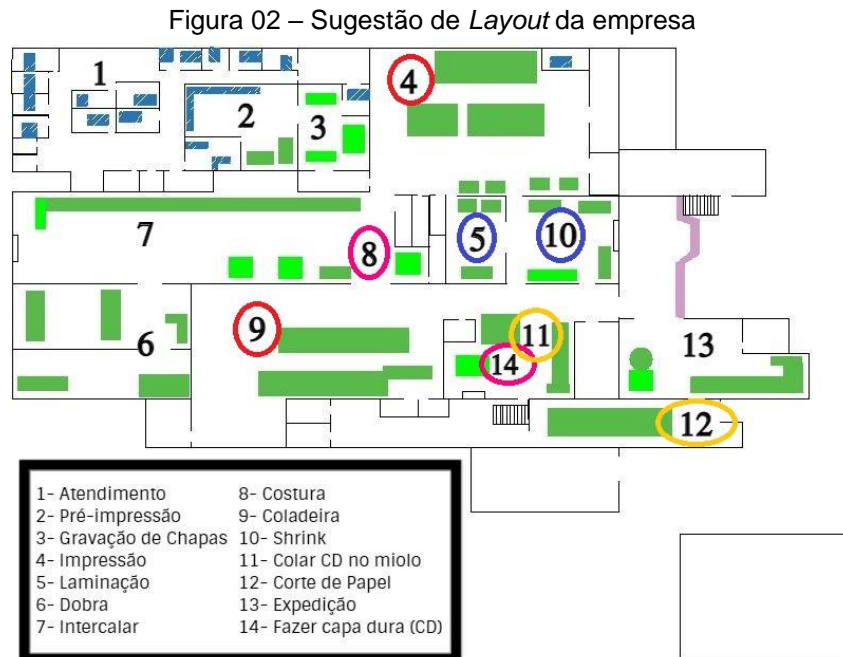 Figura 02 – Sugestão de Layout da empresa
1
2
3
4
7
8
5
10
6
9
11
14
13
12
1- Atendimento
2- Pré-impressão
3- Gravação de Chapas
4- Impressão
5- Laminação
6- Dobra
7- Intercalar
8- Costura
9- Coladeira
10- Shrink
11- Colar CD no miolo
12- Corte de Papel
13- Expedição
14- Fazer capa dura (CD)